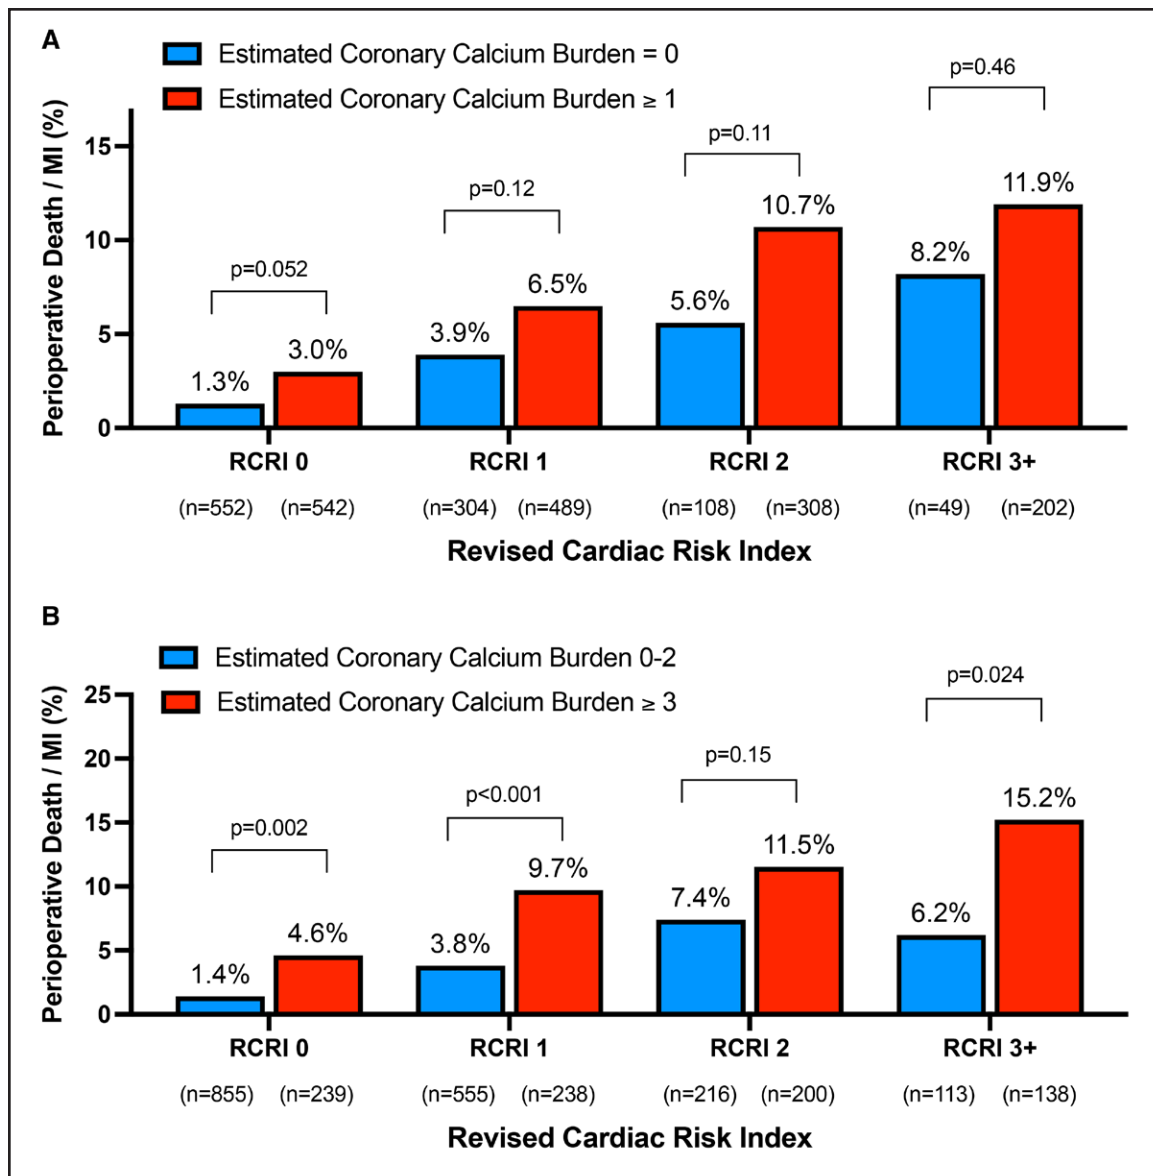 A
Estimated Coronary Calcium Burden = 0
Estimated Coronary Calcium Burden ≥ 1
Perioperative Death / MI (%)
15
10
5
0
p=0.052
p=0.12
p=0.11
p=0.46
1.3%
3.0%
3.9%
6.5%
5.6%
10.7%
8.2%
11.9%
RCRI 0
RCRI 1
RCRI 2
RCRI 3+
(n=552) (n=542) (n=304) (n=489) (n=108) (n=308) (n=49) (n=202)
Revised Cardiac Risk Index
B
Estimated Coronary Calcium Burden 0-2
Estimated Coronary Calcium Burden ≥ 3
Perioperative Death / MI (%)
25
20
15
10
5
0
p=0.002
p<0.001
p=0.15
p=0.024
1.4%
4.6%
3.8%
9.7%
7.4%
11.5%
6.2%
15.2%
RCRI 0
RCRI 1
RCRI 2
RCRI 3+
(n=855) (n=239) (n=555) (n=238) (n=216) (n=200) (n=113) (n=138)
Revised Cardiac Risk Index